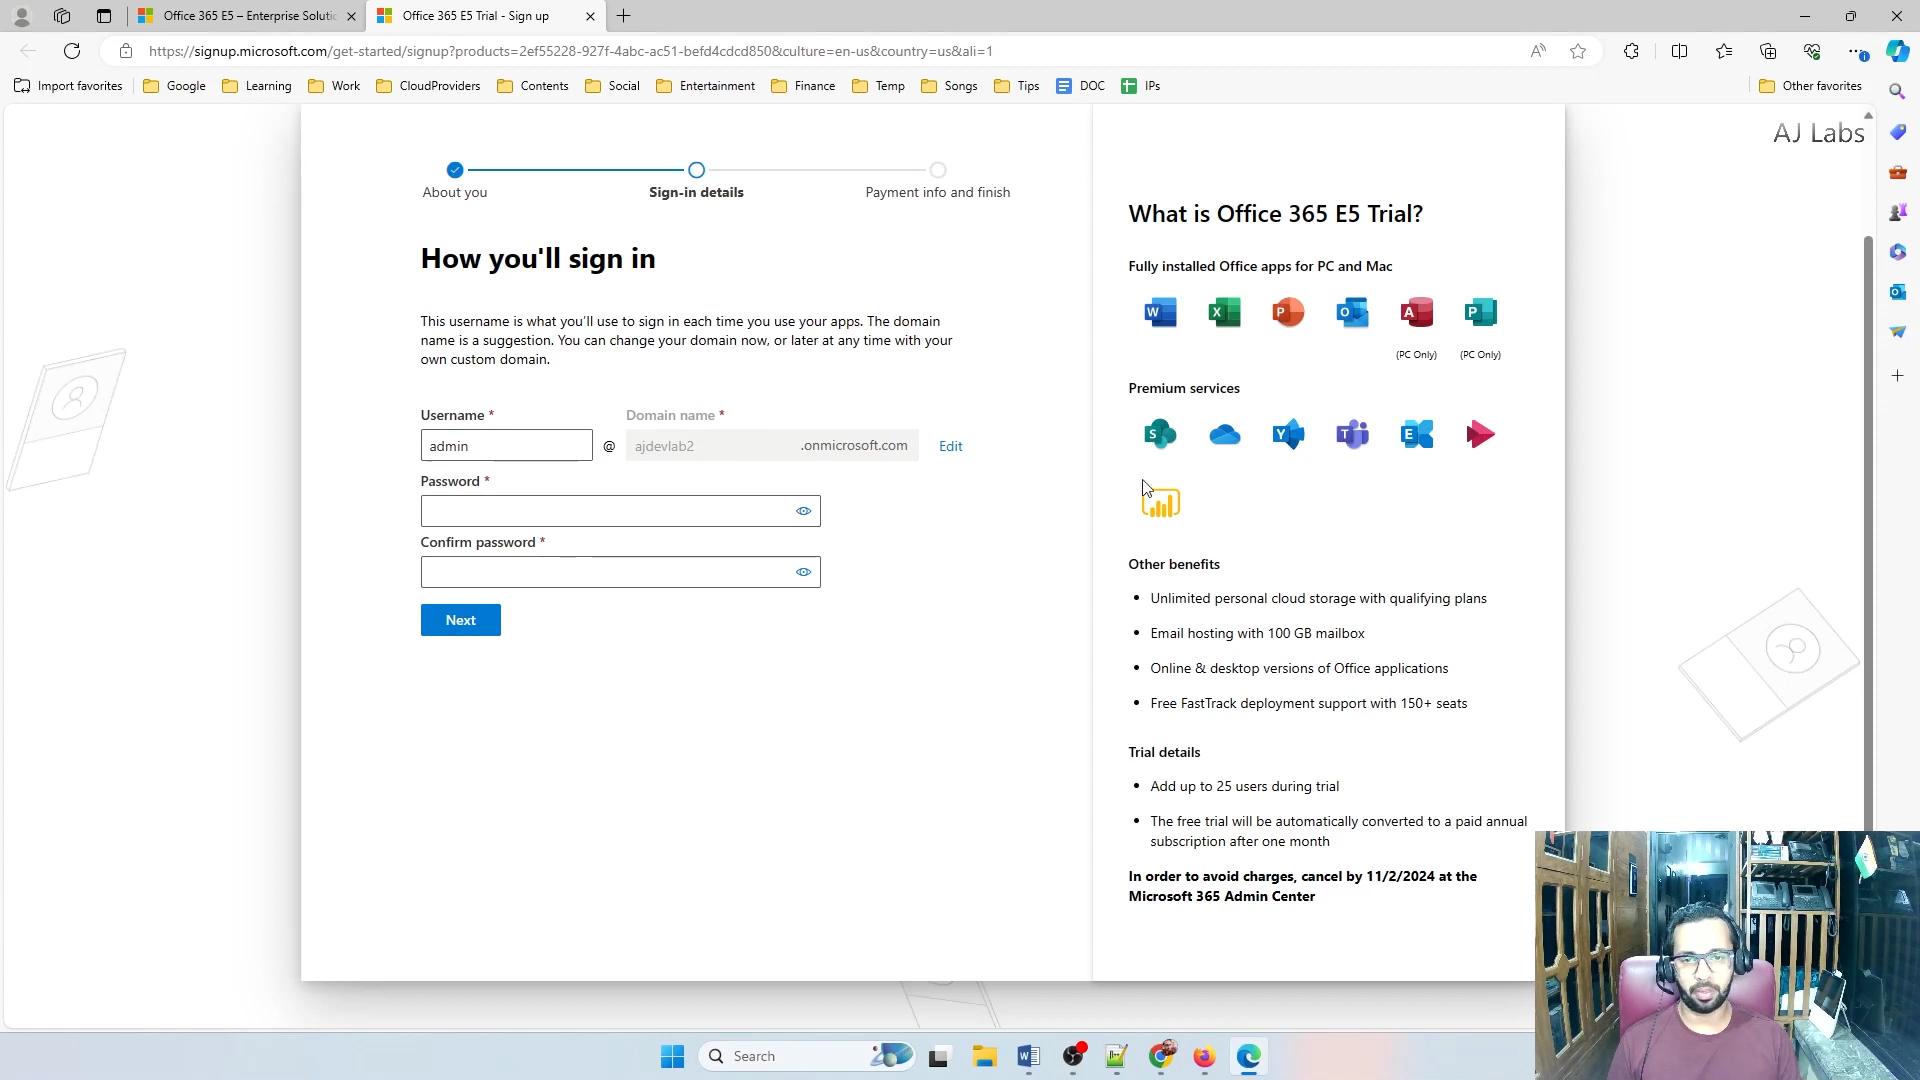 Office 365 E5 – Enterprise Solutic
Office 365 E5 Trial - Sign up
https://signup.microsoft.com/get-started/signup?products=2ef55228-927f-4abc-ac51-befd4cdcd850&culture=en-us&country=us&ali=1
Import favorites
Google
Learning
Work
CloudProviders
Contents
Social
Entertainment
Finance
Temp
Songs
Tips
DOC
IPs
Other favorites
AJ Labs
About you
Sign-in details
Payment info and finish
How you'll sign in
This username is what you'll use to sign in each time you use your apps. The domain
name is a suggestion. You can change your domain now, or later at any time with your
own custom domain.
Username *
Domain name *
admin
@
ajdevlab2
.onmicrosoft.com
Edit
Password *
Confirm password *
Next
What is Office 365 E5 Trial?
Fully installed Office apps for PC and Mac
W
X
P
O
A
P
(PC Only)
(PC Only)
Premium services
S
Y
T
E
Other benefits
• Unlimited personal cloud storage with qualifying plans
• Email hosting with 100 GB mailbox
• Online & desktop versions of Office applications
• Free FastTrack deployment support with 150+ seats
Trial details
• Add up to 25 users during trial
• The free trial will be automatically converted to a paid annual
subscription after one month
In order to avoid charges, cancel by 11/2/2024 at the
Microsoft 365 Admin Center
Search